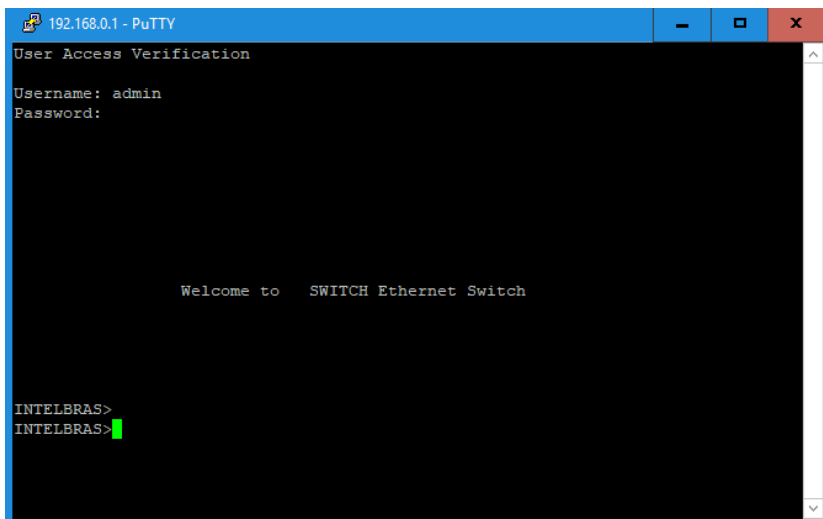 192.168.0.1 - PuTTY
User Access Verification
Username: admin
Password:
Welcome to SWITCH Ethernet Switch
INTELBRAS>
INTELBRAS>